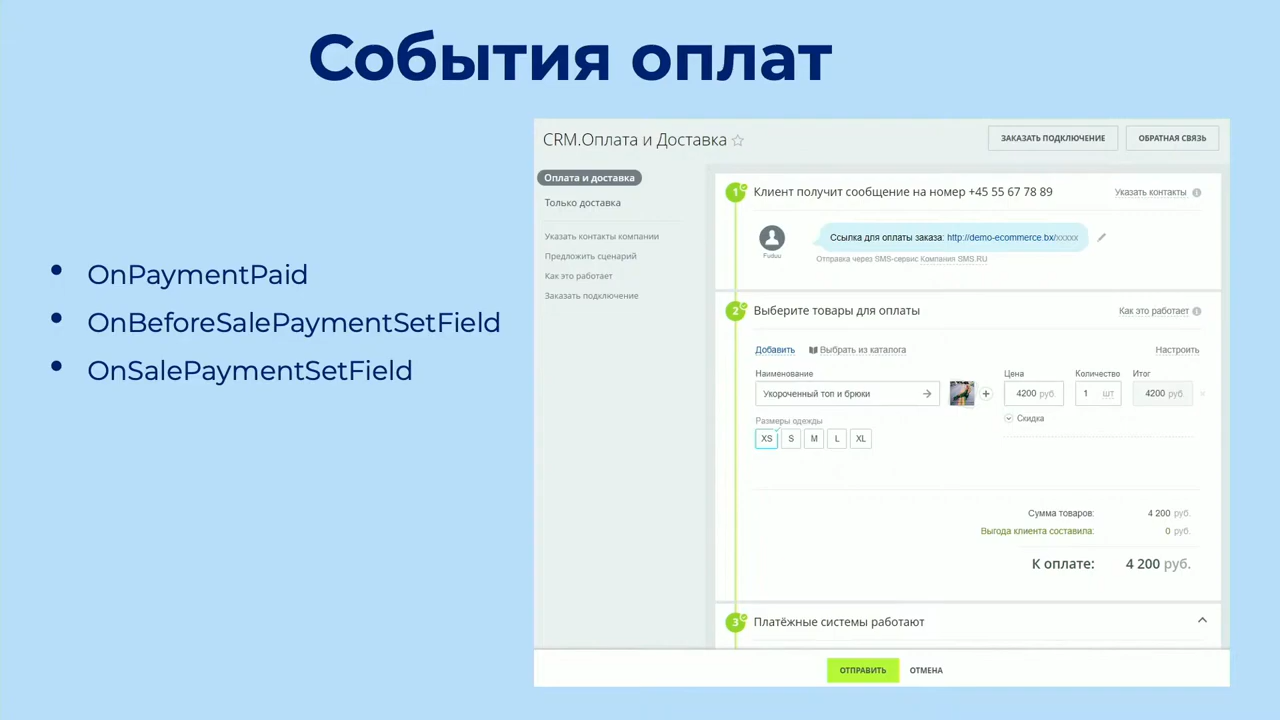 События оплат
• OnPaymentPaid
• OnBeforeSalePaymentSetField
• OnSalePaymentSetField
CRM.Оплата и Доставка
ЗАКАЗАТЬ ПОДКЛЮЧЕНИЕ
ОБРАТНАЯ СВЯЗЬ
Оплата и доставка
Только доставка
Указать контакты компании
Предложить сценарий
Как это работает
Заказать подключение
1 Клиент получит сообщение на номер +45 55 67 78 89 Указать контакты
Ссылка для оплаты заказа: http://demo-ecommerce.bx/xxxxx
Fuduu
Отправка через SMS-сервис Компания SMS.RU
2 Выберите товары для оплаты Как это работает
Добавить Выбрать из каталога Настроить
Наименование Цена Количество Итог
Укороченный топ и брюки 4200 руб. 1 шт 4200 руб.
Скидка
Размеры одежды
XS S M L XL
Сумма товаров: 4 200 руб.
Выгода клиента составила: 0 руб.
К оплате: 4 200 руб.
3 Платёжные системы работают
ОТПРАВИТЬ ОТМЕНА